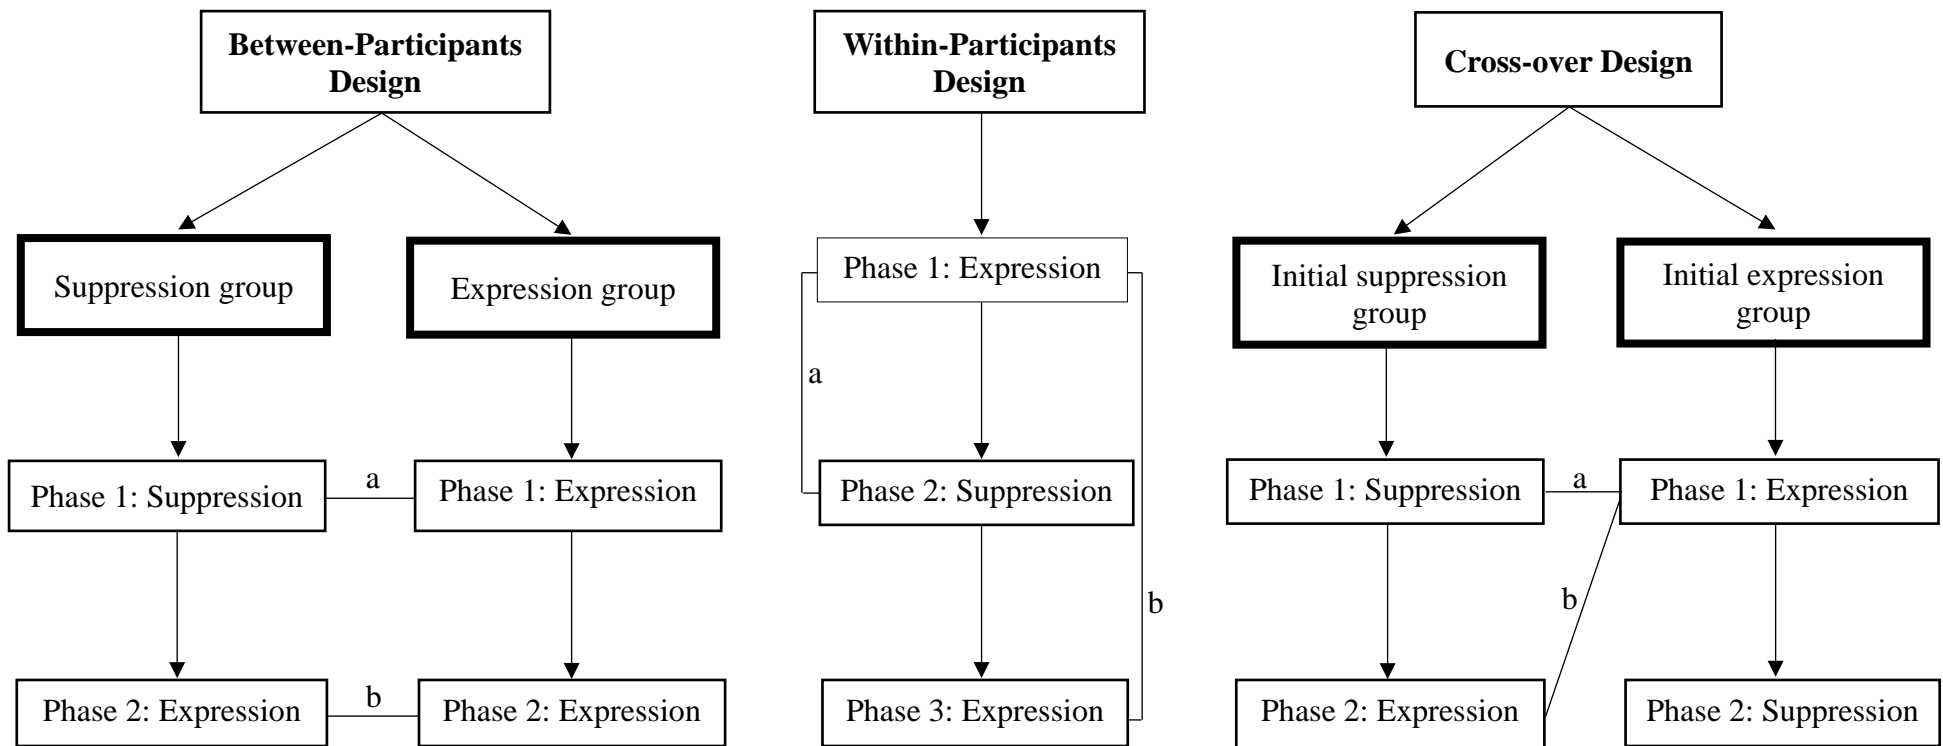 Between-Participants
Design
Suppression group
Expression group
Phase 1: Suppression
a
Phase 1: Expression
Phase 2: Expression
b
Phase 2: Expression
Within-Participants
Design
Phase 1: Expression
a
Phase 2: Suppression
b
Phase 3: Expression
Cross-over Design
Initial suppression
group
Initial expression
group
Phase 1: Suppression
a
Phase 1: Expression
b
Phase 2: Expression
Phase 2: Suppression